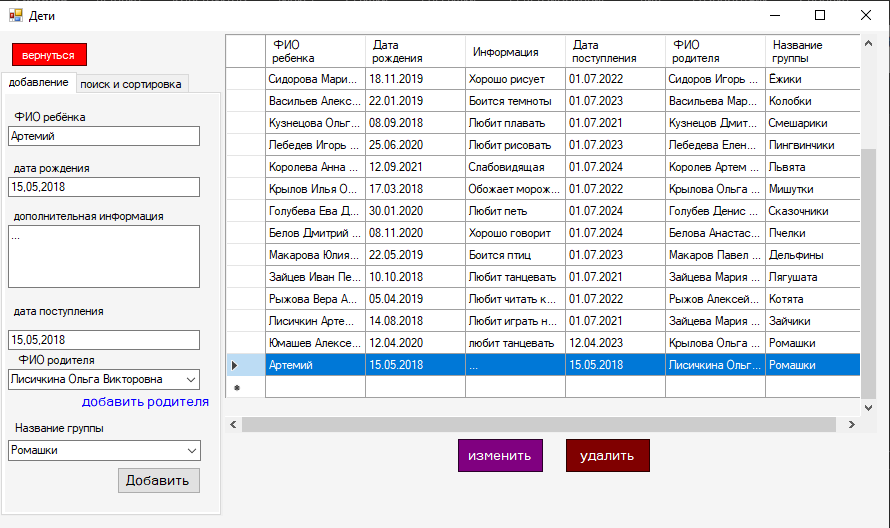 Дети
вернуться
добавление поиск и сортировка
ФИО ребёнка
Артемий
дата рождения
15,05,2018
дополнительная информация
...
дата поступления
15,05,2018
ФИО родителя
Лисичкина Ольга Викторовна
добавить родителя
Название группы
Ромашки
Добавить
ФИО ребенка Дата рождения Информация Дата поступления ФИО родителя Название группы
Сидорова Мари... 18.11.2019 Хорошо рисует 01.07.2022 Сидоров Игорь ... Ёжики
Васильев Алекс... 22.01.2019 Боится темноты 01.07.2023 Васильева Мар... Колобки
Кузнецова Ольг... 08.09.2018 Любит плавать 01.07.2021 Кузнецов Дмит... Смешарики
Лебедев Игорь ... 25.06.2020 Любит рисовать 01.07.2023 Лебедева Елен... Пингвинчики
Королева Анна ... 12.09.2021 Слабовидящая 01.07.2024 Королев Артем ... Львята
Крылов Илья О... 17.03.2018 Обожает морож... 01.07.2022 Крылова Ольга ... Мишутки
Голубева Ева Д... 30.01.2020 Любит петь 01.07.2024 Голубев Денис ... Сказочники
Белов Дмитрий ... 08.11.2020 Хорошо говорит 01.07.2024 Белова Анастас... Пчелки
Макарова Юлия... 22.05.2019 Боится птиц 01.07.2023 Макаров Павел ... Дельфины
Зайцев Иван Пе... 10.10.2018 Любит танцевать 01.07.2021 Зайцева Мария ... Лягушата
Рыжова Вера А... 05.04.2019 Любит читать к... 01.07.2022 Рыжов Алексей... Котята
Лисичкин Арте... 14.08.2018 Любит играть н... 01.07.2021 Зайцева Мария ... Зайчики
Юмашев Алексе... 12.04.2020 любит танцевать 12.04.2023 Крылова Ольга ... Ромашки
Артемий 15.05.2018 ... 15.05.2018 Лисичкина Ольг... Ромашки
изменить удалить